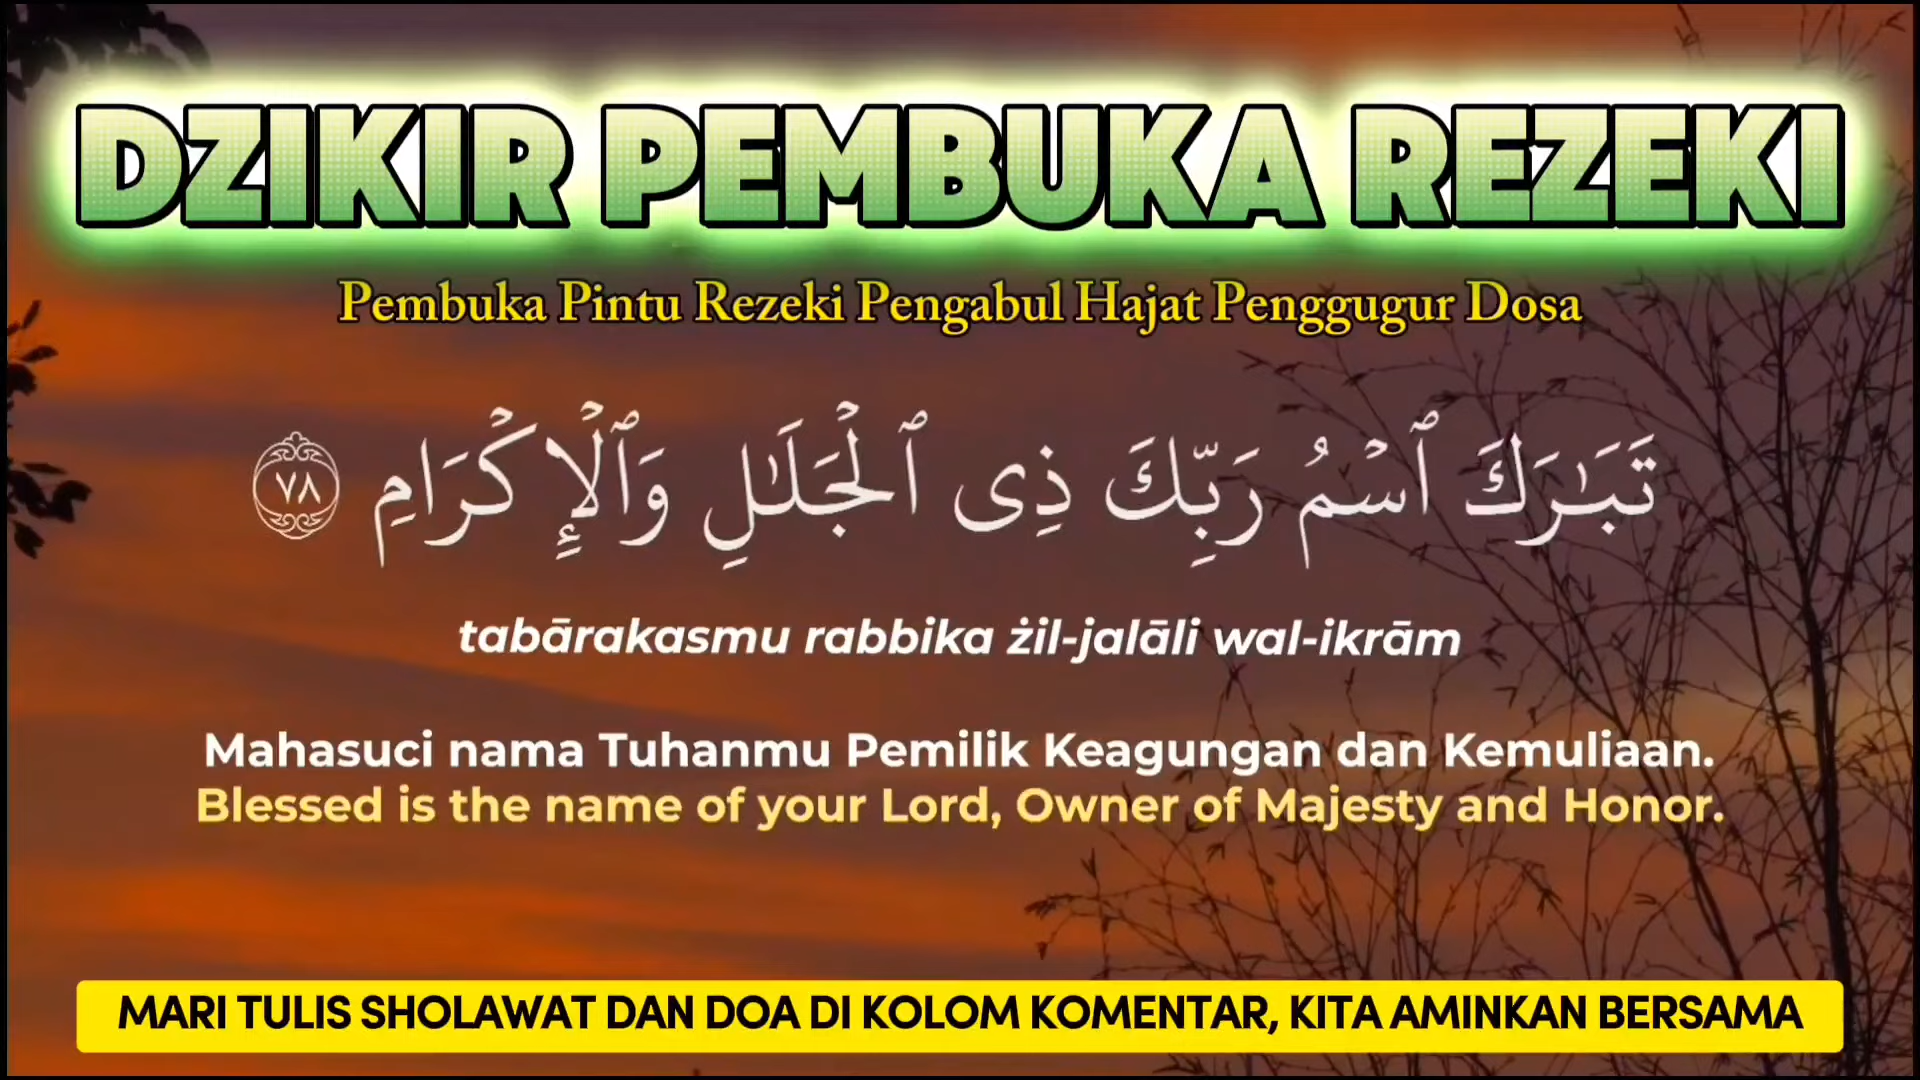 DZIKIR PEMBUKA REZEKI
Pembuka Pintu Rezeki Pengabul Hajat Penggugur Dosa
تَبَـٰرَكَ ٱسْمُ رَبِّكَ ذِى ٱلْجَلَـٰلِ وَٱلْإِكْرَامِ ٧٨
tabārakasmu rabbika żil-jalāli wal-ikrām
Mahasuci nama Tuhanmu Pemilik Keagungan dan Kemuliaan.
Blessed is the name of your Lord, Owner of Majesty and Honor.
MARI TULIS SHOLAWAT DAN DOA DI KOLOM KOMENTAR, KITA AMINKAN BERSAMA